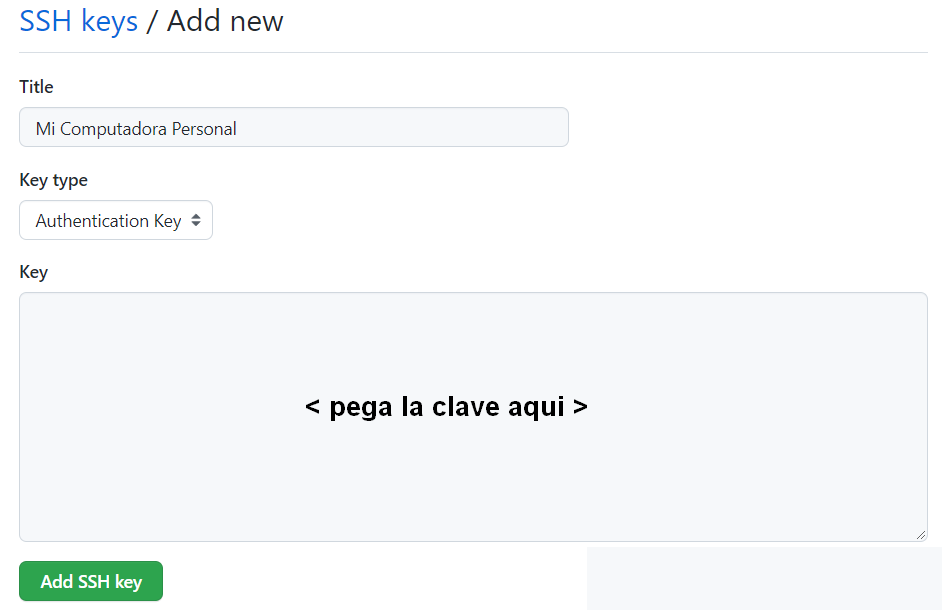 SSH keys / Add new
Title
Mi Computadora Personal
Key type
Authentication Key
Key
< pega la clave aqui >
Add SSH key